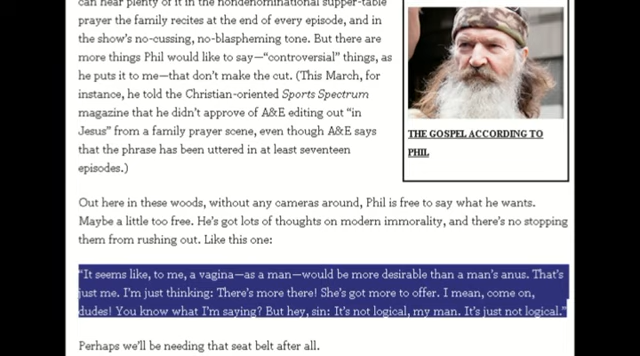 can hear plenty of it in the nondenominational supper-table
prayer the family recites at the end of every episode, and in
the show's no-cussing, no-blaspheming tone. But there are
more things Phil would like to say—"controversial" things, as
he puts it to me—that don't make the cut. (This March, for
instance, he told the Christian-oriented Sports Spectrum
magazine that he didn't approve of A&E editing out "in
Jesus" from a family prayer scene, even though A&E says
that the phrase has been uttered in at least seventeen
episodes.)
THE GOSPEL ACCORDING TO
PHIL
Out here in these woods, without any cameras around, Phil is free to say what he wants.
Maybe a little too free. He's got lots of thoughts on modern immorality, and there's no stopping
them from rushing out. Like this one:
"It seems like, to me, a vagina—as a man—would be more desirable than a man's anus. That's
just me. I'm just thinking: There's more there! She's got more to offer. I mean, come on,
dudes! You know what I'm saying? But hey, sin: It's not logical, my man. It's just not logical."
Perhaps we'll be needing that seat belt after all.